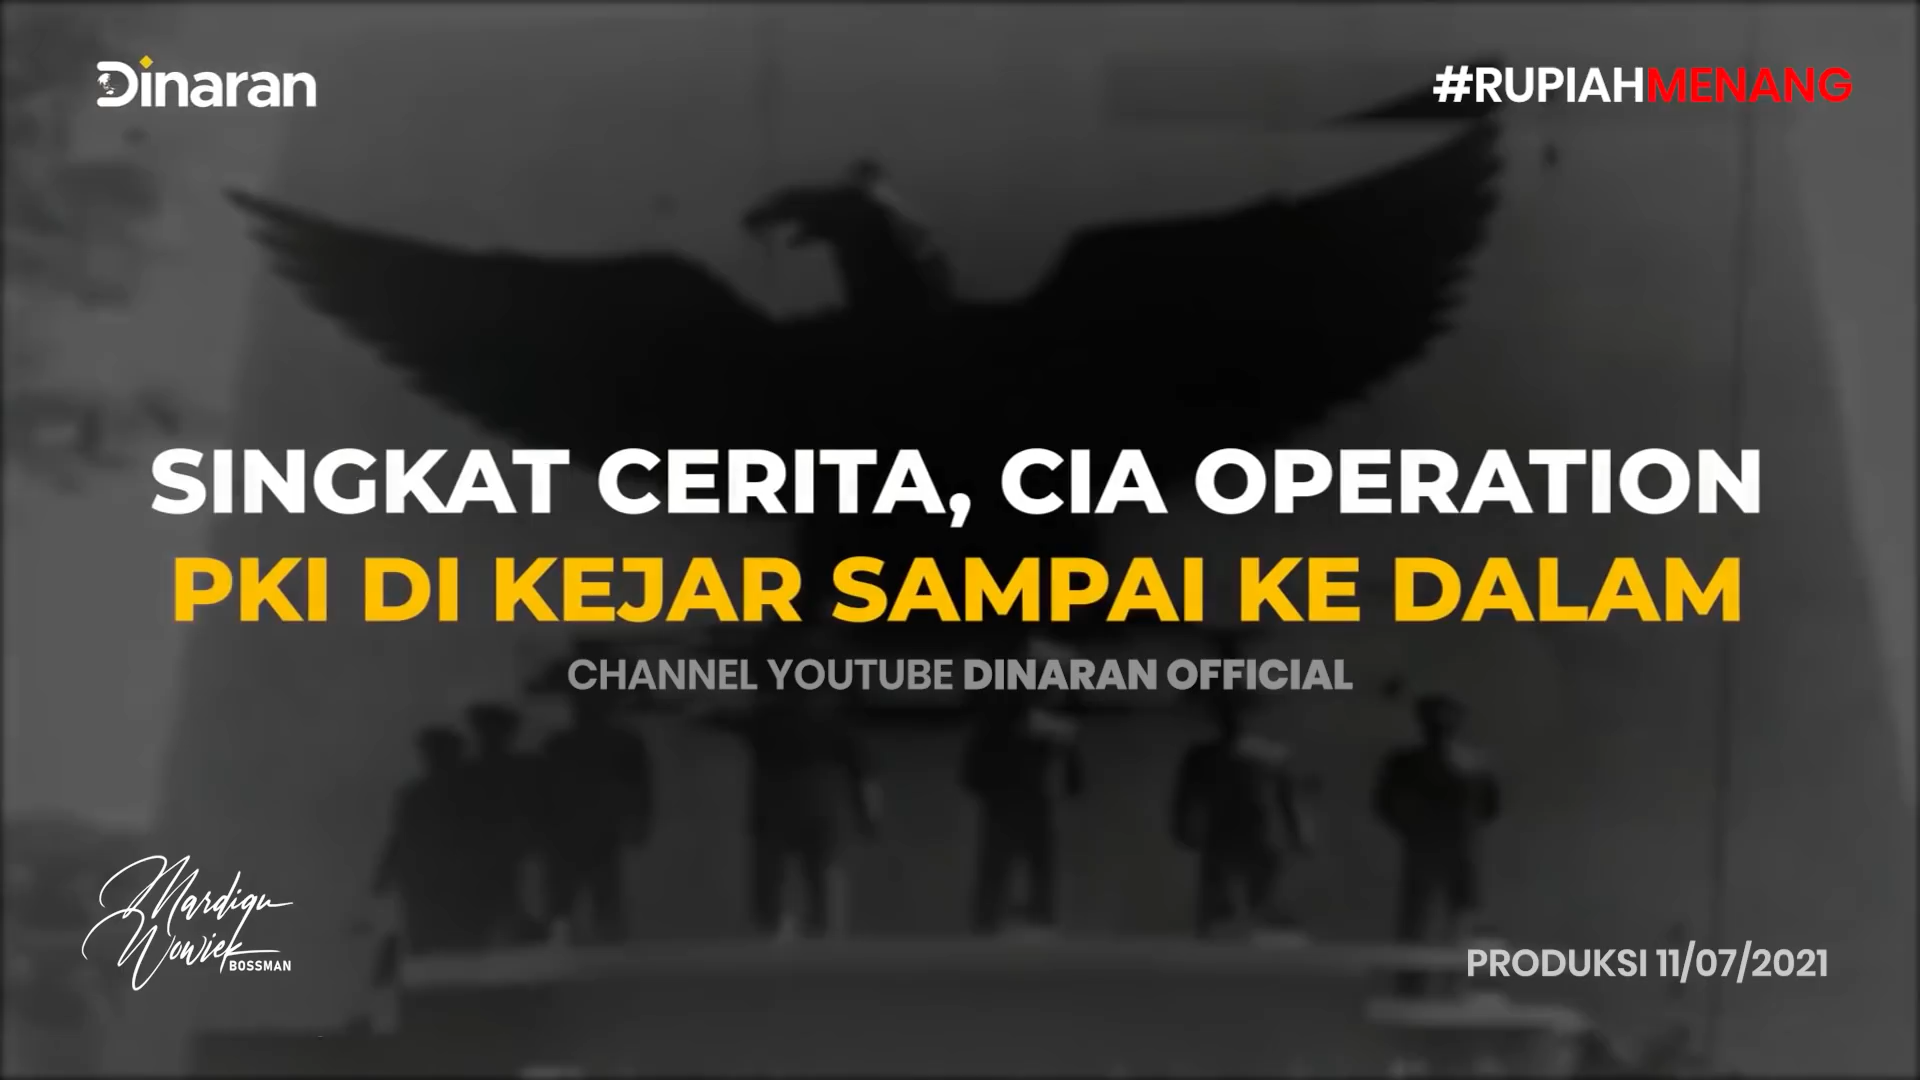 Dinaran
#RUPIAHMENANG
SINGKAT CERITA, CIA OPERATION
PKI DI KEJAR SAMPAI KE DALAM
CHANNEL YOUTUBE DINARAN OFFICIAL
Mardigu
Wowiek
BOSSMAN
PRODUKSI 11/07/2021